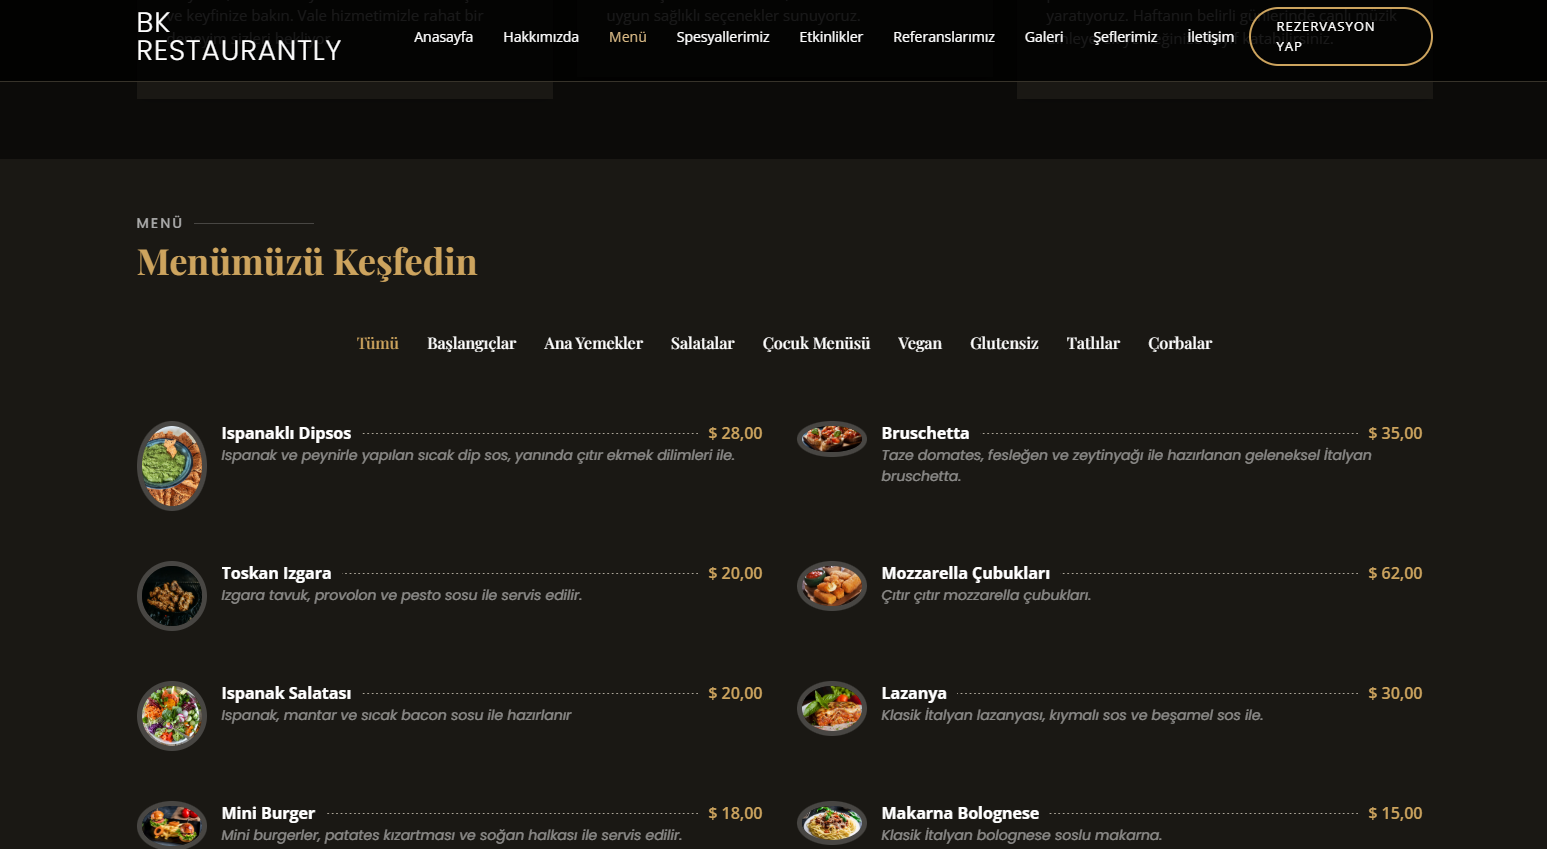 ve keyfinize bakın. Vale hizmetimizle rahat bir
uygun sağlıklı seçenekler sunuyoruz.
yaratıyoruz. Haftanın belirli günlerinde canlı müzik
BK
RESTAURANTLY
Anasayfa Hakkımızda Menü Spesyallerimiz Etkinlikler Referanslarımız Galeri Şeflerimiz İletişim
REZERVASYON
YAP
MENÜ
Menümüzü Keşfedin
Tümü Başlangıçlar Ana Yemekler Salatalar Çocuk Menüsü Vegan Glutensiz Tatlılar Çorbalar
Ispanaklı Dipsos $ 28,00
Ispanak ve peynirle yapılan sıcak dip sos, yanında çıtır ekmek dilimleri ile.
Bruschetta $ 35,00
Taze domates, fesleğen ve zeytinyağı ile hazırlanan geleneksel İtalyan
bruschetta.
Toskan Izgara $ 20,00
Izgara tavuk, provolon ve pesto sosu ile servis edilir.
Mozzarella Çubukları $ 62,00
Çıtır çıtır mozzarella çubukları.
Ispanak Salatası $ 20,00
Ispanak, mantar ve sıcak bacon sosu ile hazırlanır
Lazanya $ 30,00
Klasik İtalyan lazanyası, kıymalı sos ve beşamel sos ile.
Mini Burger $ 18,00
Mini burgerler, patates kızartması ve soğan halkası ile servis edilir.
Makarna Bolognese $ 15,00
Klasik İtalyan bolognese soslu makarna.